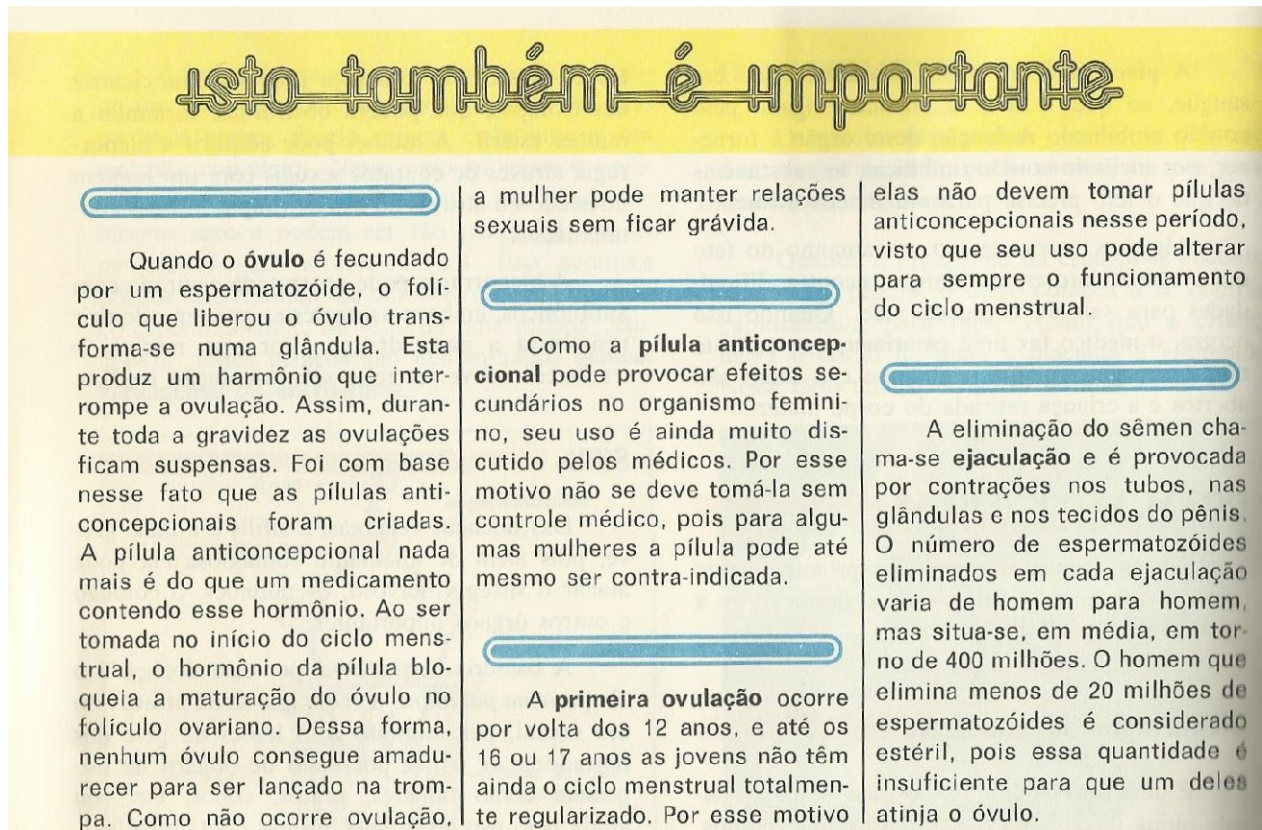 isto também é importante
Quando o óvulo é fecundado
por um espermatozóide, o folí-
culo que liberou o óvulo trans-
forma-se numa glândula. Esta
produz um harmônio que inter-
rompe a ovulação. Assim, duran-
te toda a gravidez as ovulações
ficam suspensas. Foi com base
nesse fato que as pílulas anti-
concepcionais foram criadas.
A pílula anticoncepcional nada
mais é do que um medicamento
contendo esse hormônio. Ao ser
tomada no início do ciclo mens-
trual, o hormônio da pílula blo-
queia a maturação do óvulo no
folículo ovariano. Dessa forma,
nenhum óvulo consegue amadu-
recer para ser lançado na trom-
pa. Como não ocorre ovulação,
a mulher pode manter relações
sexuais sem ficar grávida.
Como a pílula anticoncep-
cional pode provocar efeitos se-
cundários no organismo femini-
no, seu uso é ainda muito dis-
cutido pelos médicos. Por esse
motivo não se deve tomá-la sem
controle médico, pois para algu-
mas mulheres a pílula pode até
mesmo ser contra-indicada.
A primeira ovulação ocorre
por volta dos 12 anos, e até os
16 ou 17 anos as jovens não têm
ainda o ciclo menstrual totalmen-
te regularizado. Por esse motivo
elas não devem tomar pílulas
anticoncepcionais nesse período,
visto que seu uso pode alterar
para sempre o funcionamento
do ciclo menstrual.
A eliminação do sêmen cha-
ma-se ejaculação e é provocada
por contrações nos tubos, nas
glândulas e nos tecidos do pênis.
O número de espermatozóides
eliminados em cada ejaculação
varia de homem para homem,
mas situa-se, em média, em tor-
no de 400 milhões. O homem que
elimina menos de 20 milhões de
espermatozóides é considerado
estéril, pois essa quantidade é
insuficiente para que um deles
atinja o óvulo.